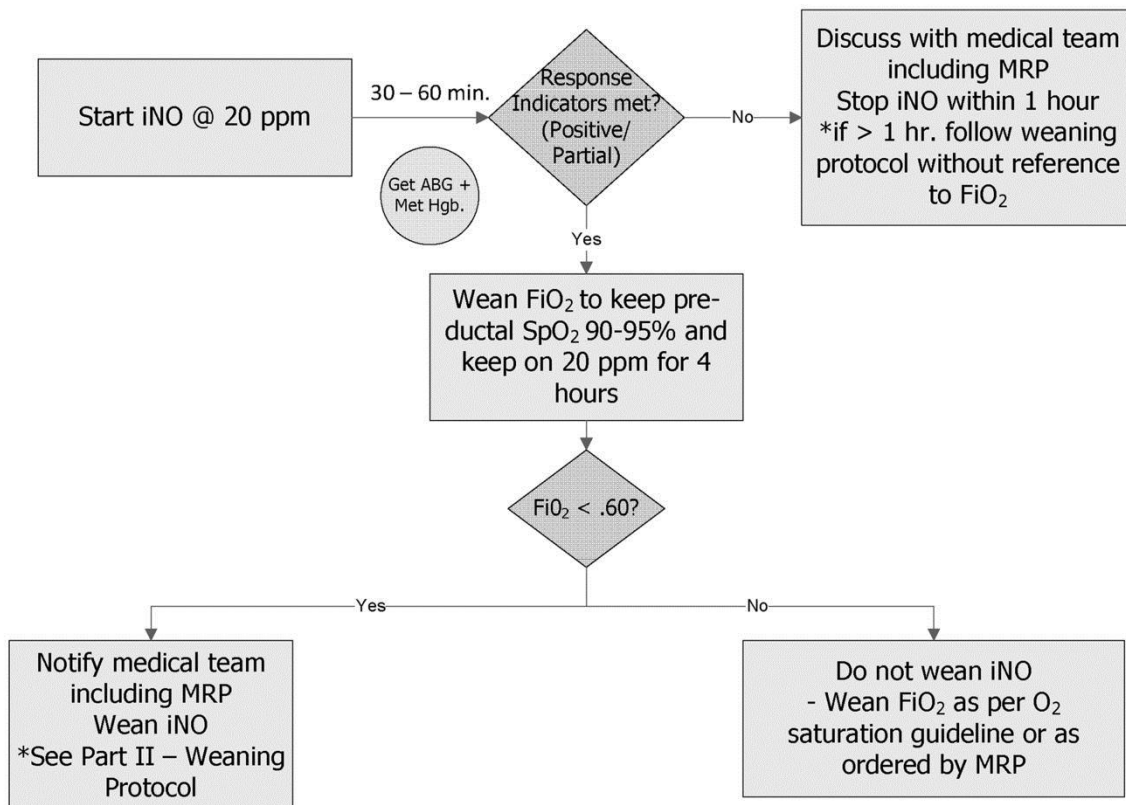 Start iNO @ 20 ppm
30 – 60 min.
Get ABG +
Met Hgb.
Response
Indicators met?
(Positive/
Partial)
No
Discuss with medical team
including MRP
Stop iNO within 1 hour
*if > 1 hr. follow weaning
protocol without reference
to FiO₂
Yes
Wean FiO₂ to keep pre-
ductal SpO₂ 90-95% and
keep on 20 ppm for 4
hours
Fi0₂ < .60?
Yes
No
Notify medical team
including MRP
Wean iNO
*See Part II – Weaning
Protocol
Do not wean iNO
- Wean FiO₂ as per O₂
saturation guideline or as
ordered by MRP